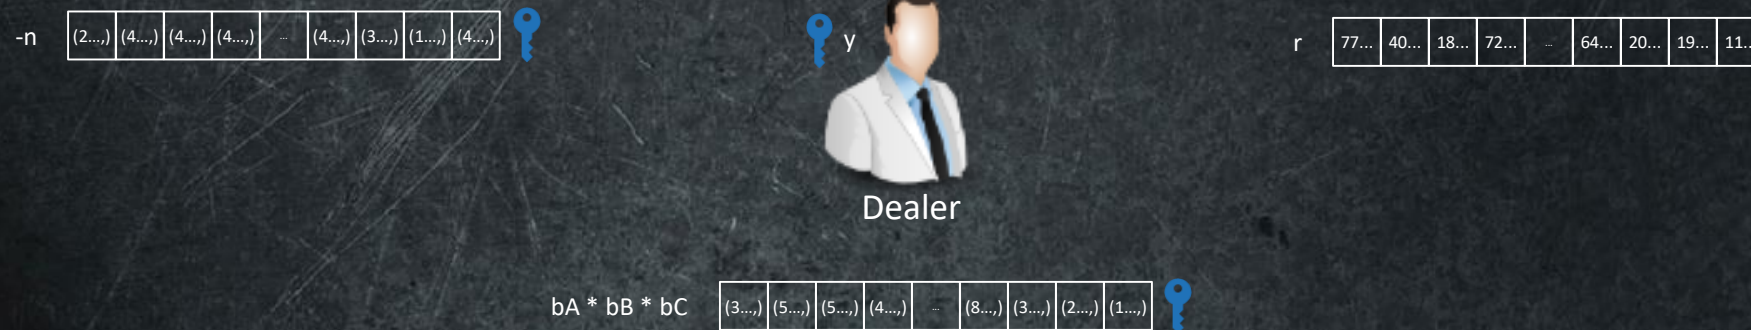 -n (2...,) (4...,) (4...,) (4...,) ... (4...,) (3...,) (1...,) (4...,)
y
r 77... 40... 18... 72... ... 64... 20... 19... 11..
Dealer
bA * bB * bC (3...,) (5...,) (5...,) (4...,) ... (8...,) (3...,) (2...,) (1...,)